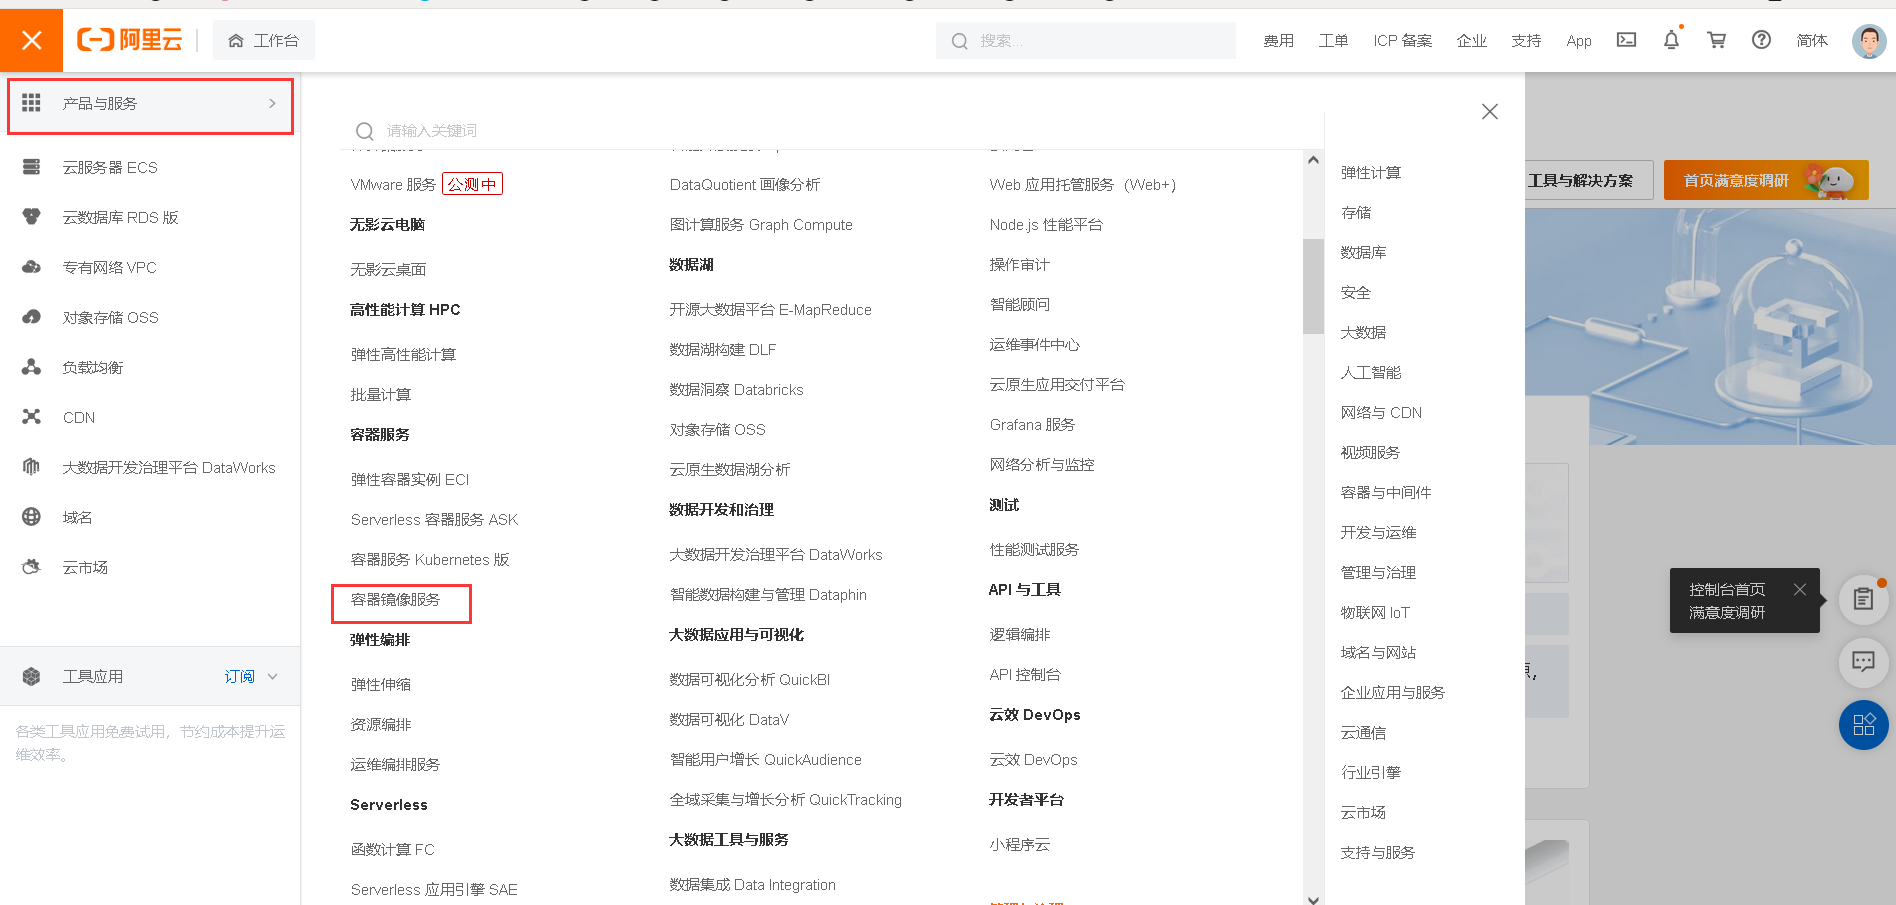 阿里云
工作台
搜索...
费用
工单
ICP 备案
企业
支持
App
简体
产品与服务
云服务器 ECS
云数据库 RDS 版
专有网络 VPC
对象存储 OSS
负载均衡
CDN
大数据开发治理平台 DataWorks
域名
云市场
工具应用
订阅
各类工具应用免费试用，节约成本提升运
维效率。
请输入关键词
VMware 服务 公测中
无影云电脑
无影云桌面
高性能计算 HPC
弹性高性能计算
批量计算
容器服务
弹性容器实例 ECI
Serverless 容器服务 ASK
容器服务 Kubernetes 版
容器镜像服务
弹性编排
弹性伸缩
资源编排
运维编排服务
Serverless
函数计算 FC
Serverless 应用引擎 SAE
DataQuotient 画像分析
图计算服务 Graph Compute
数据湖
开源大数据平台 E-MapReduce
数据湖构建 DLF
数据洞察 Databricks
对象存储 OSS
云原生数据湖分析
数据开发和治理
大数据开发治理平台 DataWorks
智能数据构建与管理 Dataphin
大数据应用与可视化
数据可视化分析 QuickBI
数据可视化 DataV
智能用户增长 QuickAudience
全域采集与增长分析 QuickTracking
大数据工具与服务
数据集成 Data Integration
Web 应用托管服务（Web+）
Node.js 性能平台
操作审计
智能顾问
运维事件中心
云原生应用交付平台
Grafana 服务
网络分析与监控
测试
性能测试服务
API 与工具
逻辑编排
API 控制台
云效 DevOps
云效 DevOps
开发者平台
小程序云
弹性计算
存储
数据库
安全
大数据
人工智能
网络与 CDN
视频服务
容器与中间件
开发与运维
管理与治理
物联网 IoT
域名与网站
企业应用与服务
云通信
行业引擎
云市场
支持与服务
工具与解决方案
首页满意度调研
控制台首页
满意度调研